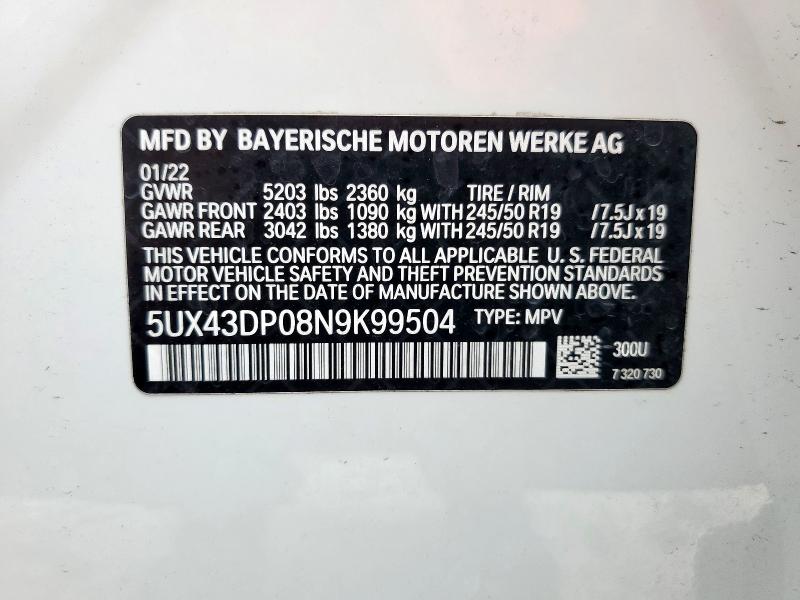 MFD BY BAYERISCHE MOTOREN WERKE AG
01/22
GVWR 5203 lbs 2360 kg TIRE / RIM
GAWR FRONT 2403 lbs 1090 kg WITH 245/50 R19 /7.5J x 19
GAWR REAR 3042 lbs 1380 kg WITH 245/50 R19 /7.5J x 19
THIS VEHICLE CONFORMS TO ALL APPLICABLE U. S. FEDERAL
MOTOR VEHICLE SAFETY AND THEFT PREVENTION STANDARDS
IN EFFECT ON THE DATE OF MANUFACTURE SHOWN ABOVE.
5UX43DP08N9K99504 TYPE: MPV
300U
7 320 730